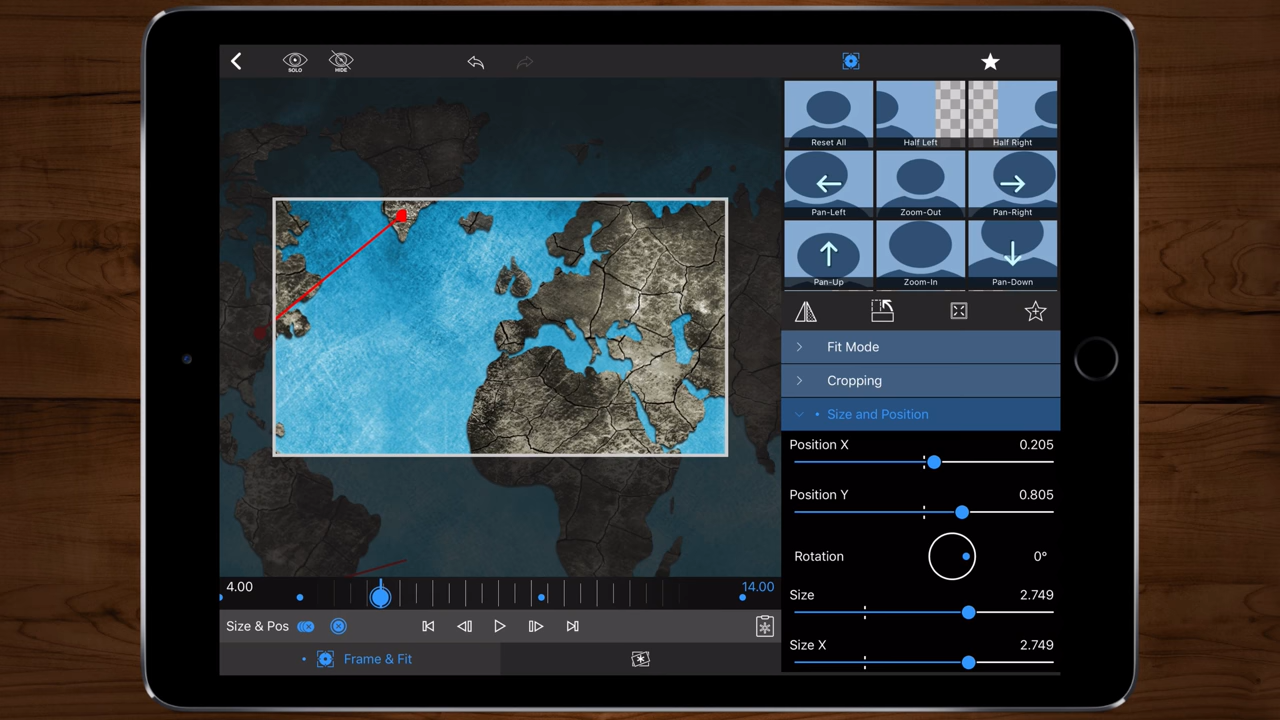 SOLO
HIDE
Reset All
Half Left
Half Right
Pan-Left
Zoom-Out
Pan-Right
Pan-Up
Zoom-In
Pan-Down
Fit Mode
Cropping
Size and Position
Position X 0.205
Position Y 0.805
Rotation 0°
Size 2.749
Size X 2.749
4.00 14.00
Size & Pos
Frame & Fit